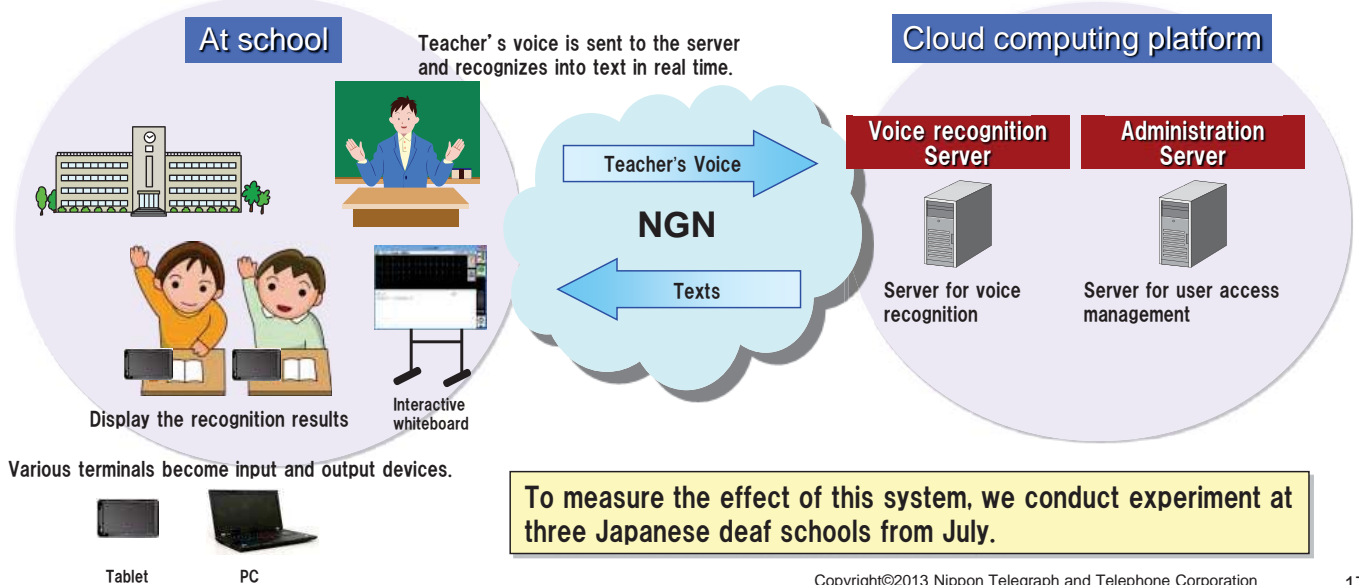 At school
Teacher's voice is sent to the server
and recognizes into text in real time.
Cloud computing platform
Voice recognition
Server
Administration
Server
Teacher's Voice
NGN
Texts
Server for voice
recognition
Server for user access
management
Display the recognition results
Interactive
whiteboard
Various terminals become input and output devices.
Tablet
PC
To measure the effect of this system, we conduct experiment at
three Japanese deaf schools from July.
Copyright©2013 Nippon Telegraph and Telephone Corporation